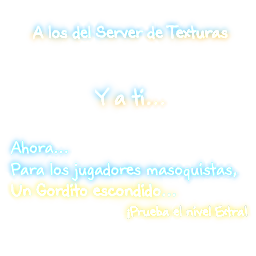 A los del Server de Texturas
Y a ti...
Ahora...
Para los jugadores masoquistas,
Un Gordito escondido...
¡Prueba el nivel Extra!